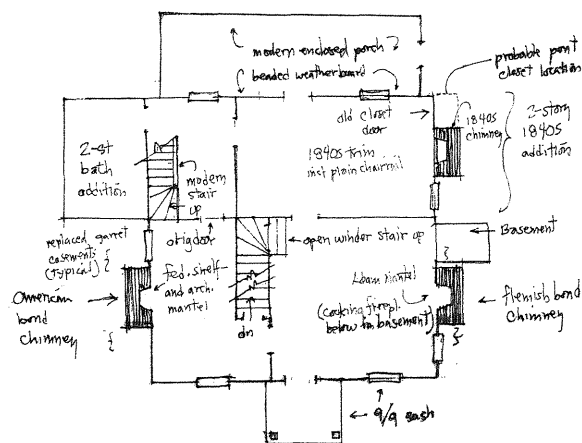 modern enclosed porch
beaded weatherboard
probable pent
closet location
old closet
door
1840s
chimney
2-story
1840s
addition
2-st
bath
addition
modern
stair
up
1840s trim
inst plain chairrail
replaced garret
casements
(typical)
orig door
open winder stair up
Basement
fed. shelf-
and arch.
mantel
American
bond
chimney
dn
Adam Mantel
(cooking firepl.
below in basement)
flemish bond
chimney
9/9 sash